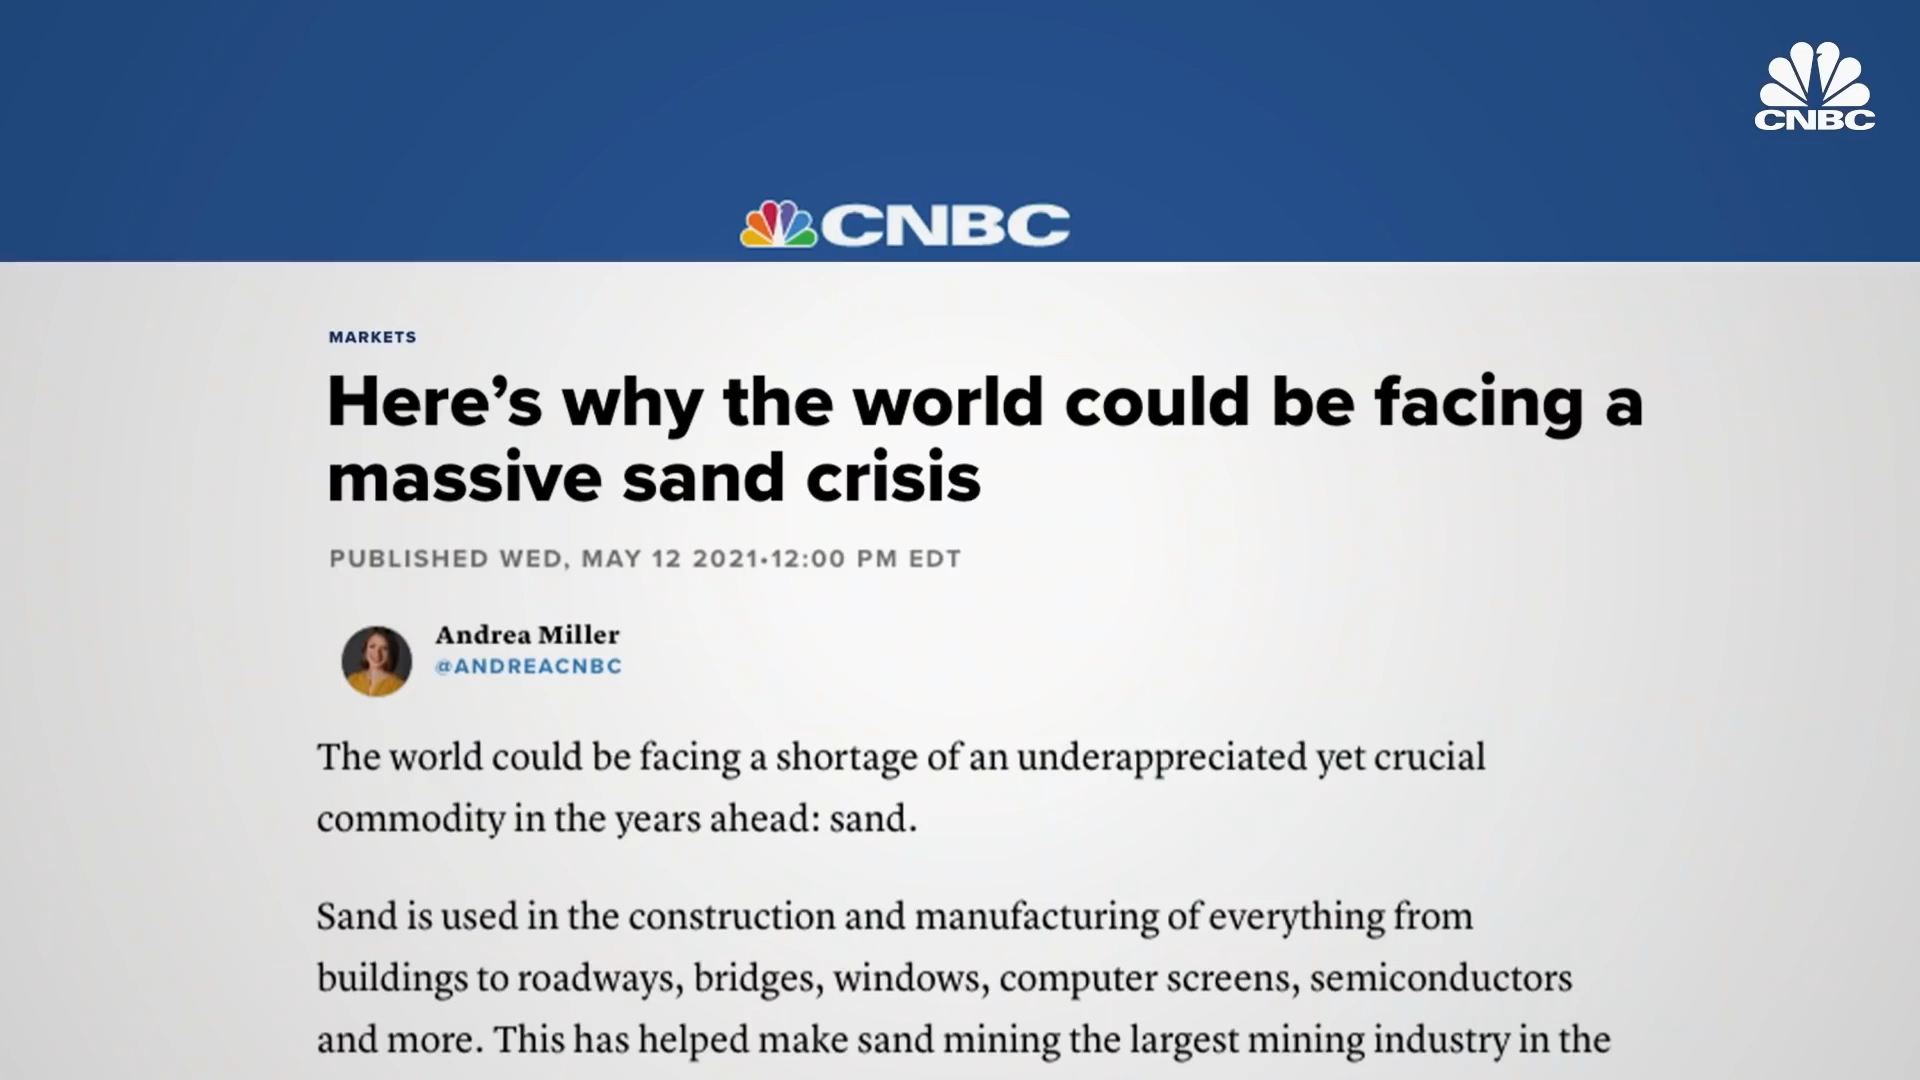 CNBC
CNBC
MARKETS
Here’s why the world could be facing a
massive sand crisis
PUBLISHED WED, MAY 12 2021•12:00 PM EDT
Andrea Miller
@ANDREACNBC
The world could be facing a shortage of an underappreciated yet crucial
commodity in the years ahead: sand.
Sand is used in the construction and manufacturing of everything from
buildings to roadways, bridges, windows, computer screens, semiconductors
and more. This has helped make sand mining the largest mining industry in the